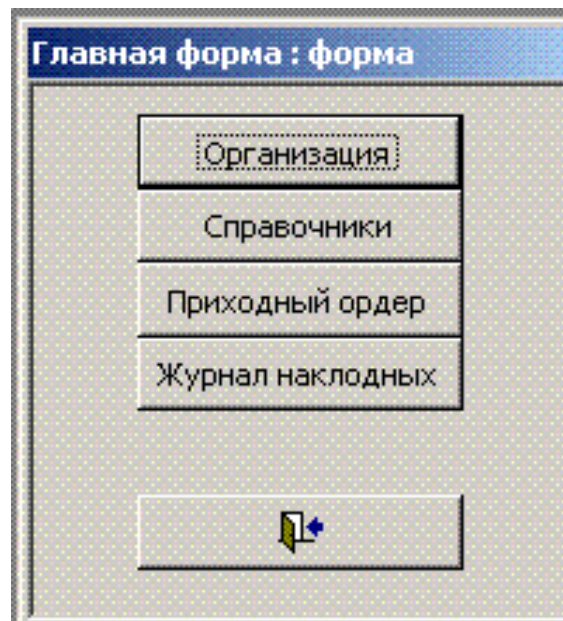 Главная форма : форма
Организация
Справочники
Приходный ордер
Журнал наклодных